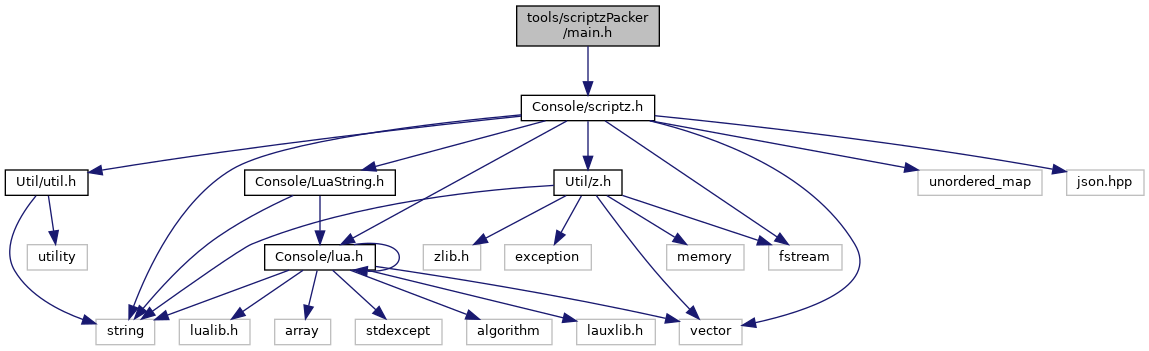 tools/scriptzPacker
/main.h
Console/scriptz.h
Util/util.h
Console/LuaString.h
Util/z.h
unordered_map
json.hpp
utility
Console/lua.h
zlib.h
exception
memory
fstream
string
lualib.h
array
stdexcept
algorithm
lauxlib.h
vector